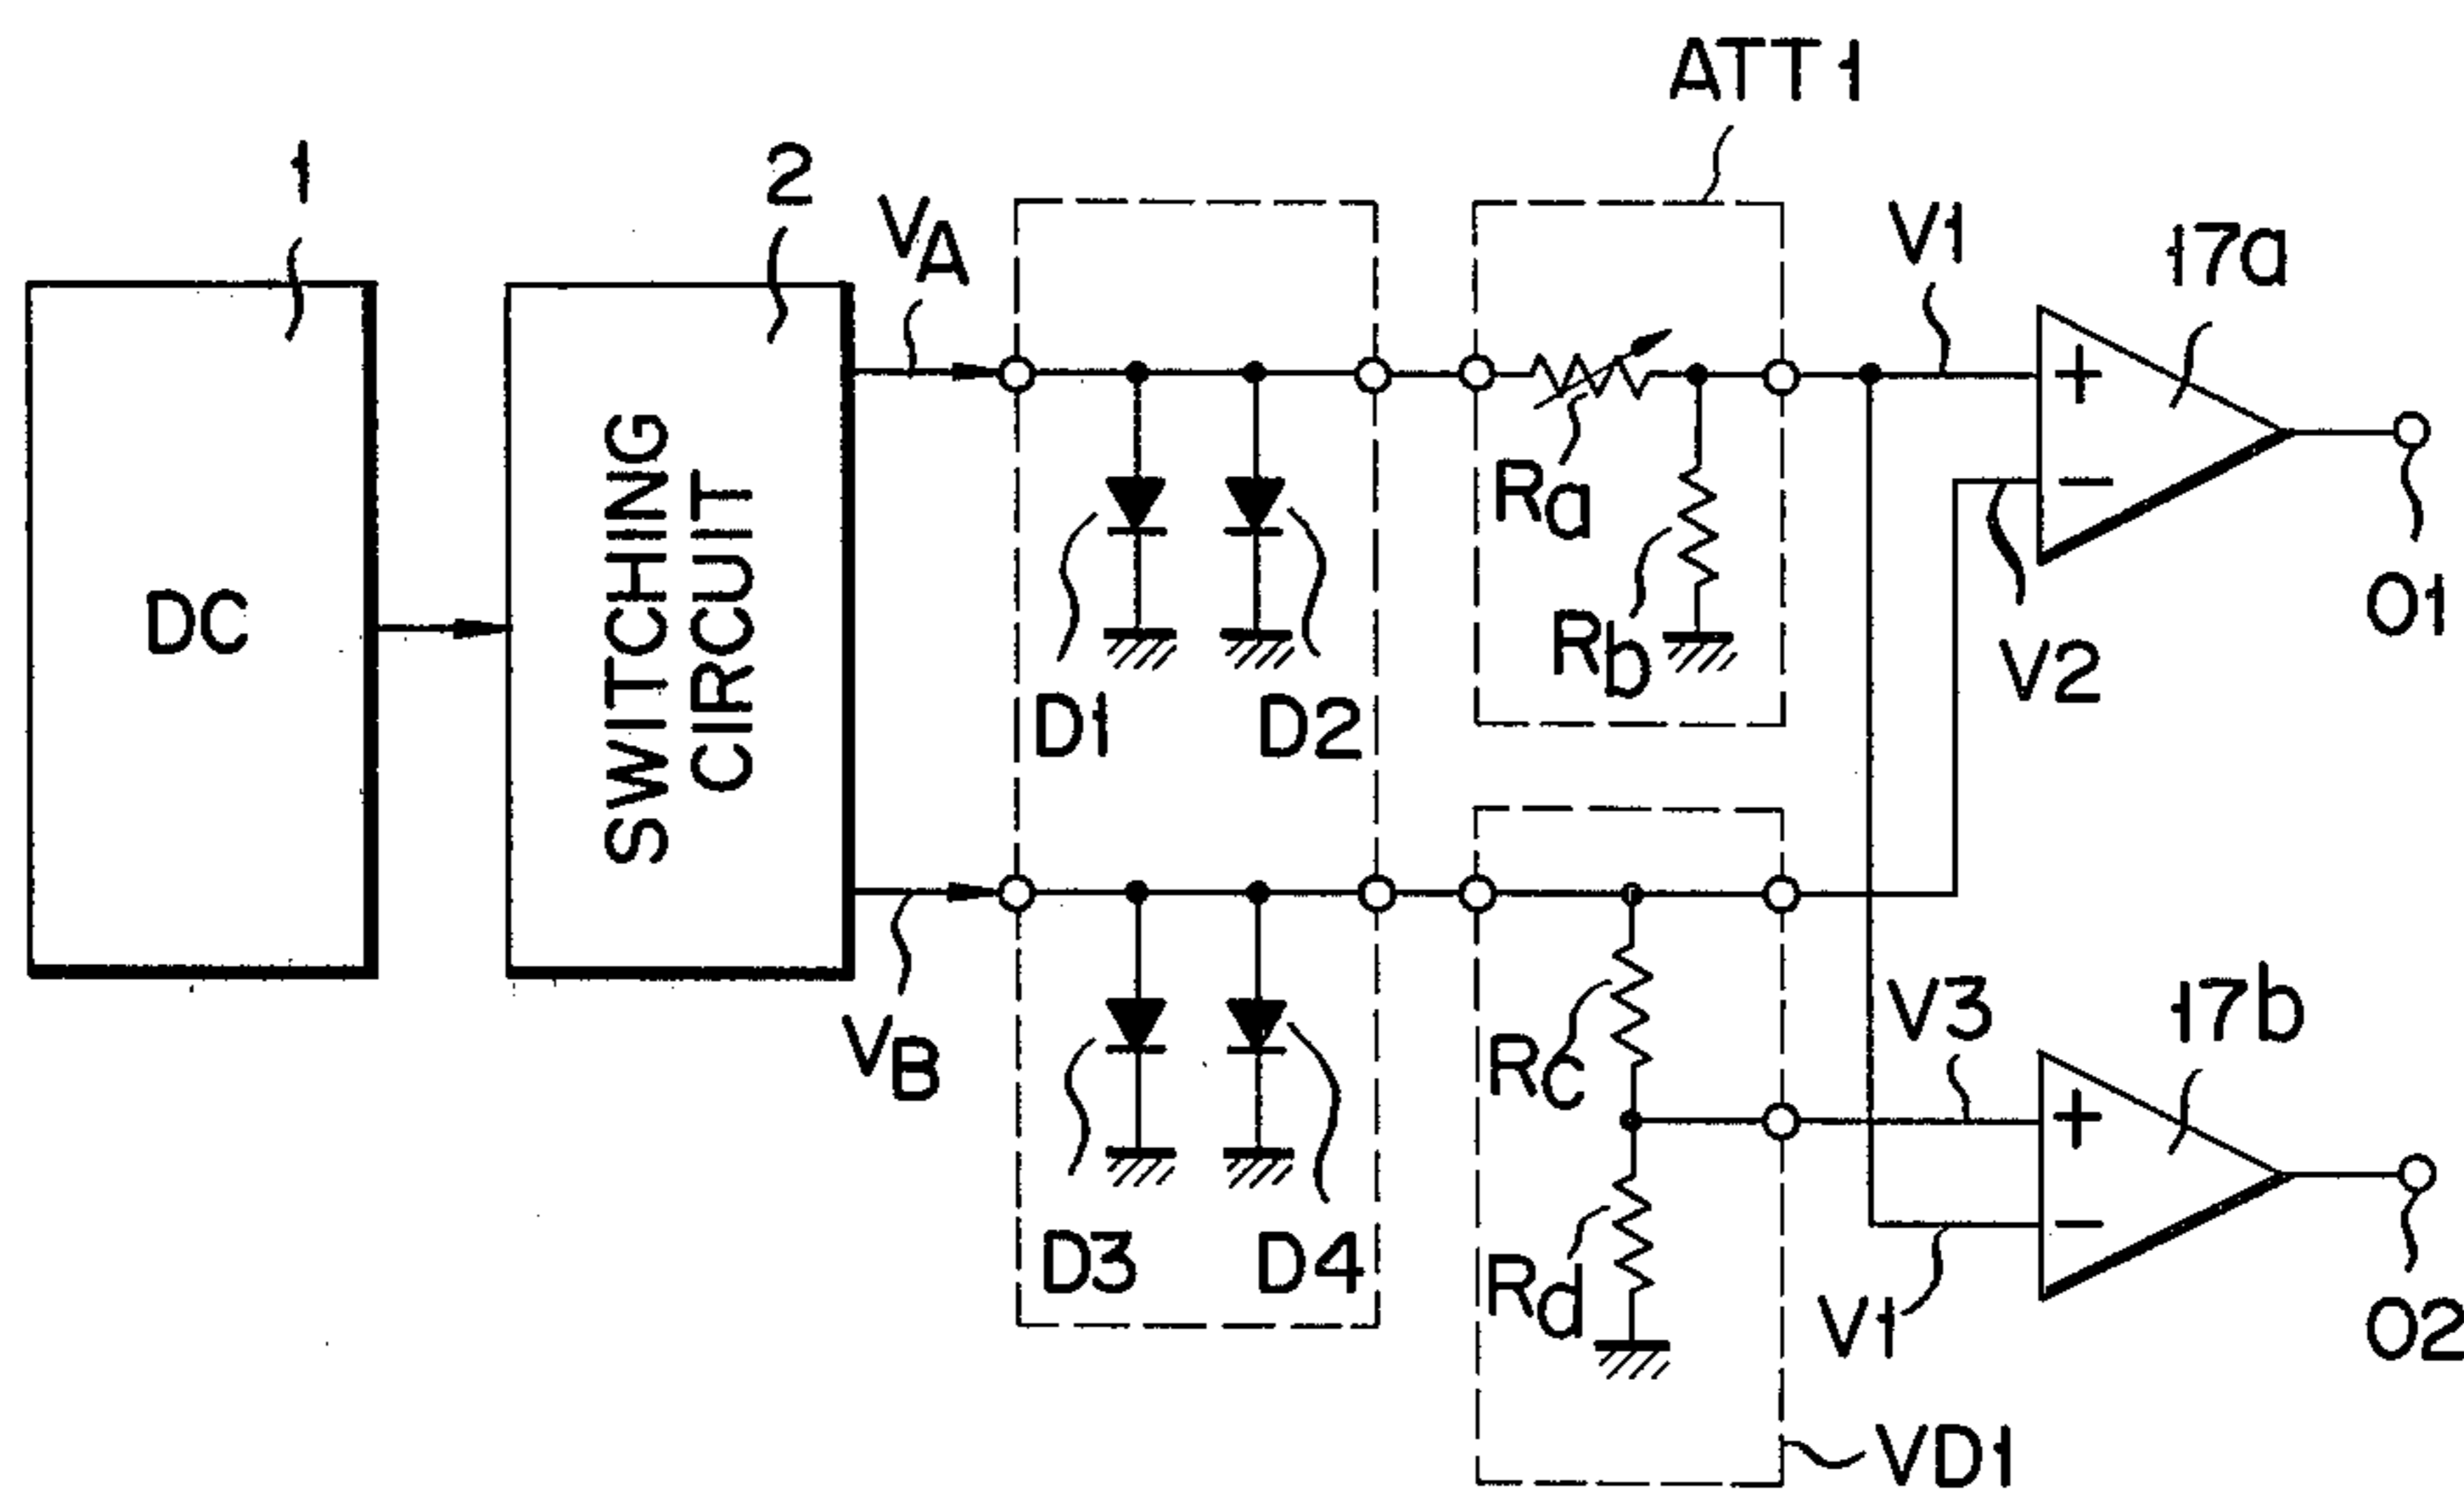 ATT1
1
2
VA
V1
17a
+
−
DC
SWITCHING
CIRCUIT
Ra
Rb
O1
V2
D1
D2
VB
V3
17b
+
−
Rc
Rd
D3
D4
V1
O2
VD1